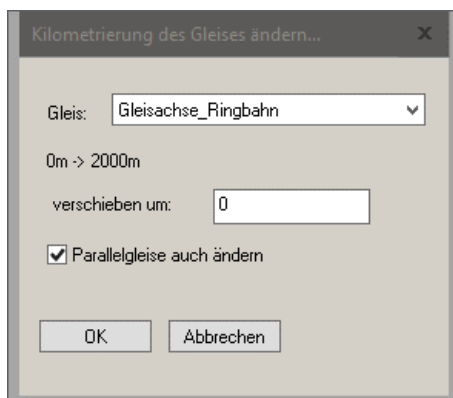 Kilometrierung des Gleises ändern...
Gleis: Gleisachse_Ringbahn
0m -> 2000m
verschieben um: 0
Parallelgleise auch ändern
OK Abbrechen